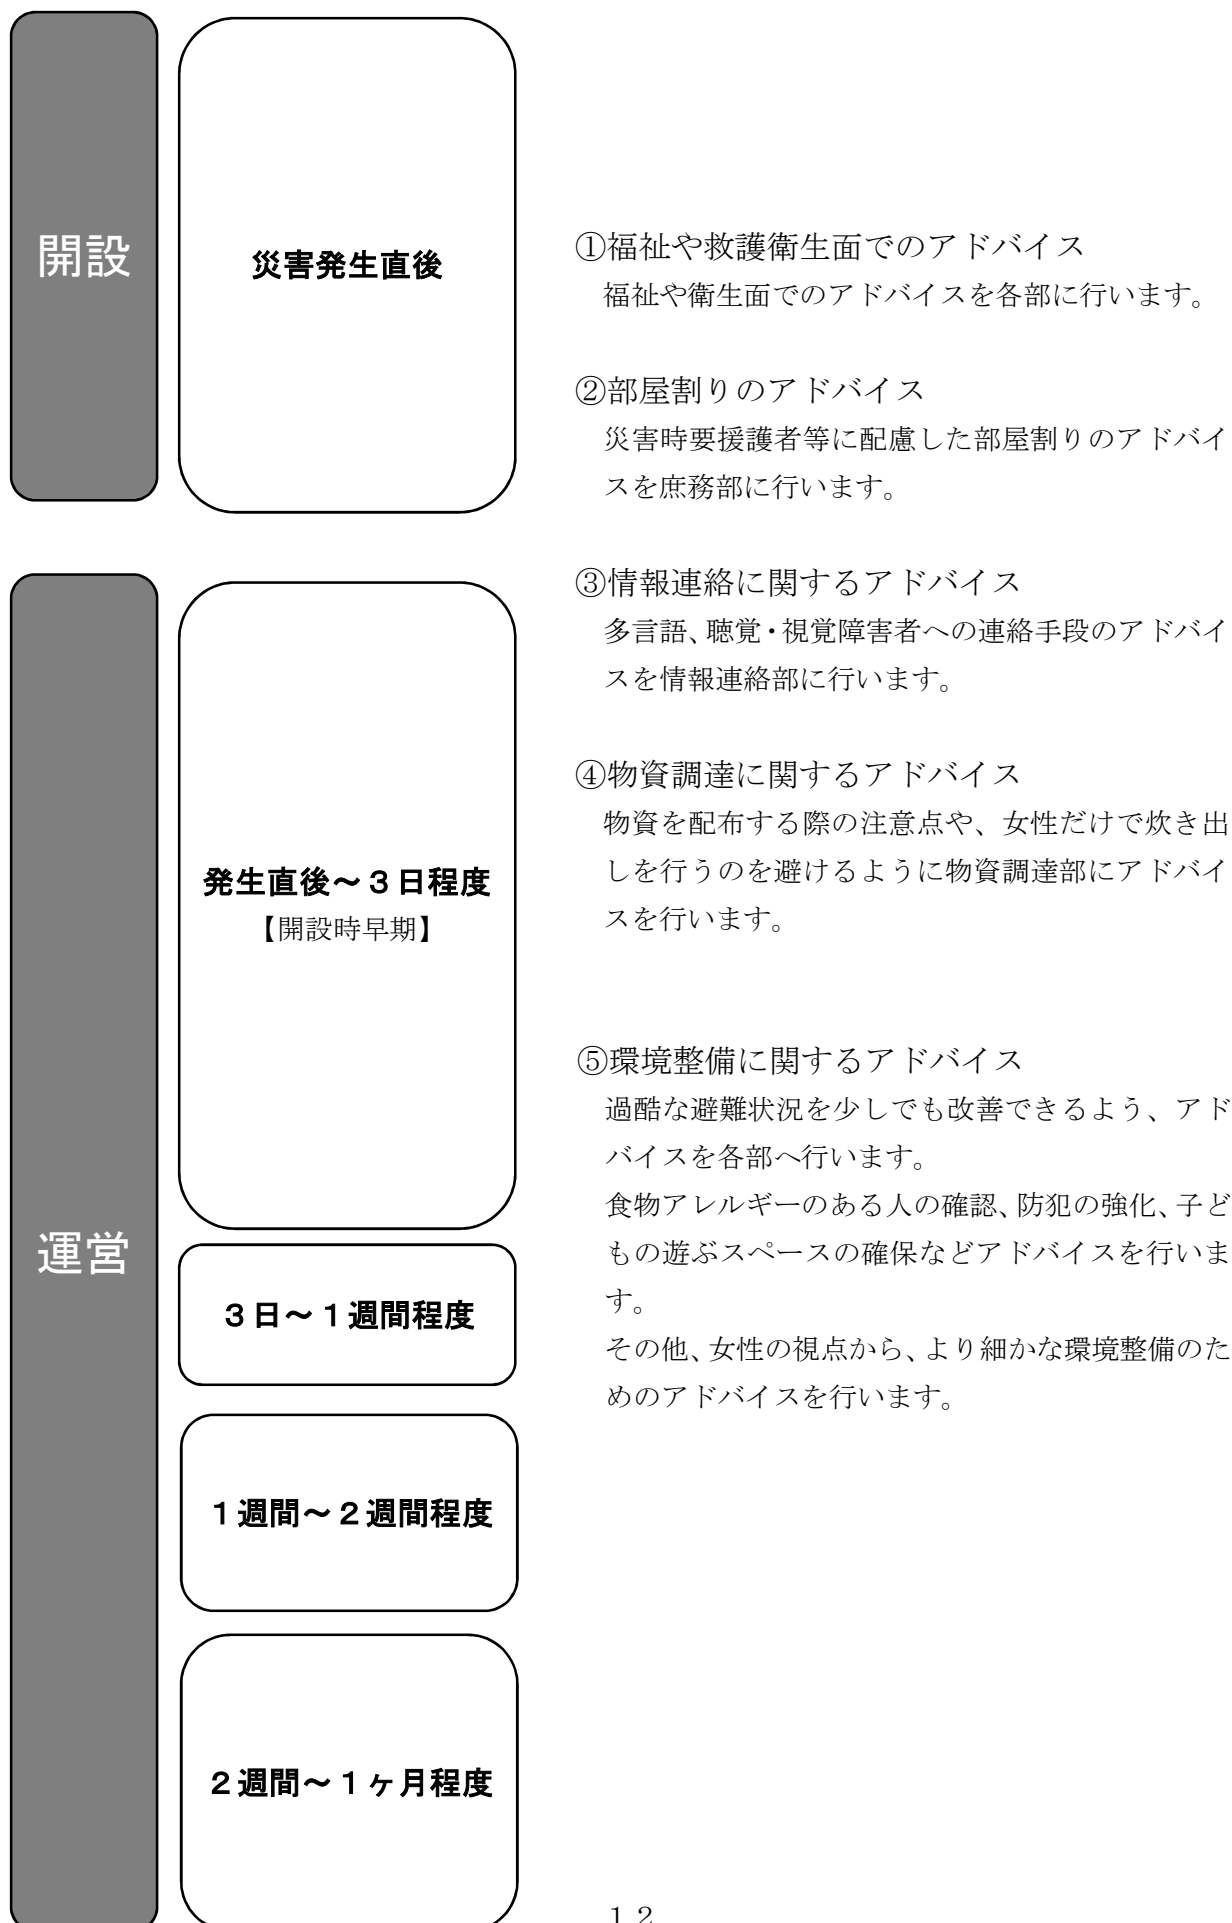 開設
災害発生直後
①福祉や救護衛生面でのアドバイス
福祉や衛生面でのアドバイスを各部に行います。
②部屋割りのアドバイス
災害時要援護者等に配慮した部屋割りのアドバイ
スを庶務部に行います。
運営
発生直後～３日程度
【開設時早期】
③情報連絡に関するアドバイス
多言語、聴覚・視覚障害者への連絡手段のアドバイ
スを情報連絡部に行います。
④物資調達に関するアドバイス
物資を配布する際の注意点や、女性だけで炊き出
しを行うのを避けるように物資調達部にアドバイ
スを行います。
⑤環境整備に関するアドバイス
過酷な避難状況を少しでも改善できるよう、アド
バイスを各部へ行います。
食物アレルギーのある人の確認、防犯の強化、子ど
もの遊ぶスペースの確保などアドバイスを行いま
す。
その他、女性の視点から、より細かな環境整備のた
めのアドバイスを行います。
３日～１週間程度
１週間～２週間程度
２週間～１ヶ月程度
１２